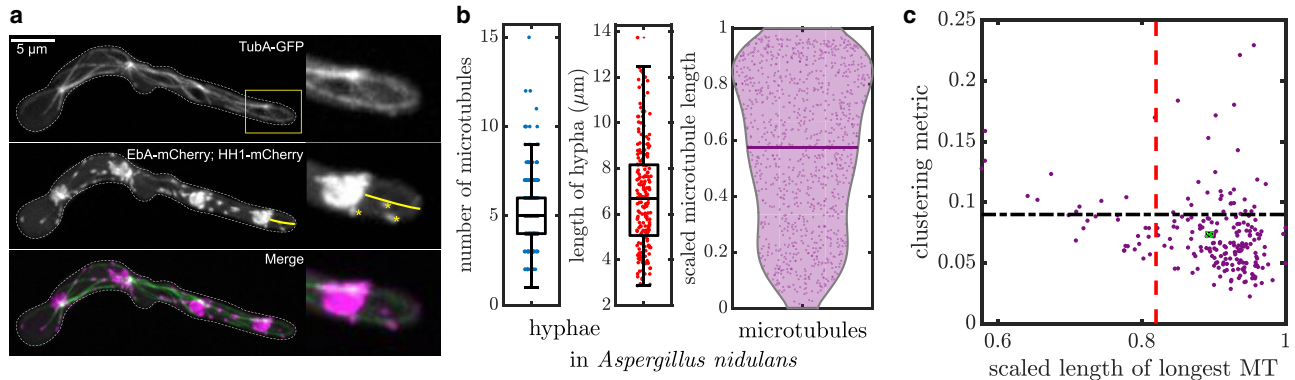 a
5 μm
TubA-GFP
EbA-mCherry; HH1-mCherry
*
*
*
Merge
b
number of microtubules
15
10
5
0
length of hypha (μm)
14
12
10
8
6
4
2
hyphae
scaled microtubule length
1
0.8
0.6
0.4
0.2
0
microtubules
in Aspergillus nidulans
c
clustering metric
0.25
0.2
0.15
0.1
0.05
0
0.6
0.8
1
scaled length of longest MT